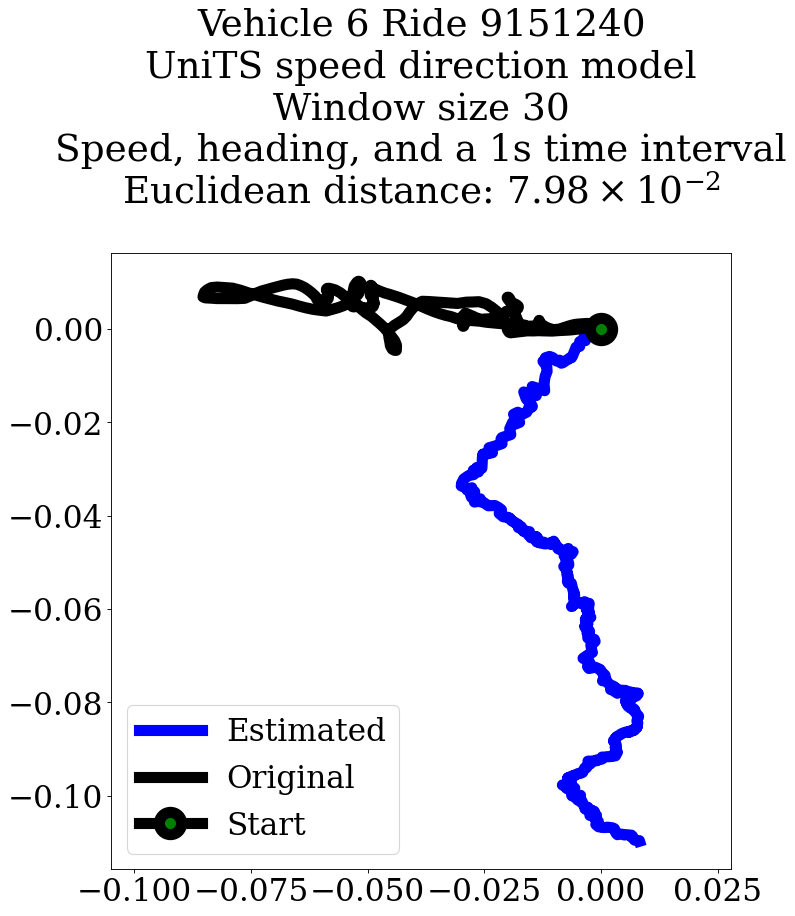 Vehicle 6 Ride 9151240
UniTS speed direction model
Window size 30
Speed, heading, and a 1s time interval
Euclidean distance: 7.98 × 10⁻²
0.00
−0.02
−0.04
−0.06
−0.08
−0.10
Estimated
Original
Start
−0.100 −0.075 −0.050 −0.025 0.000 0.025